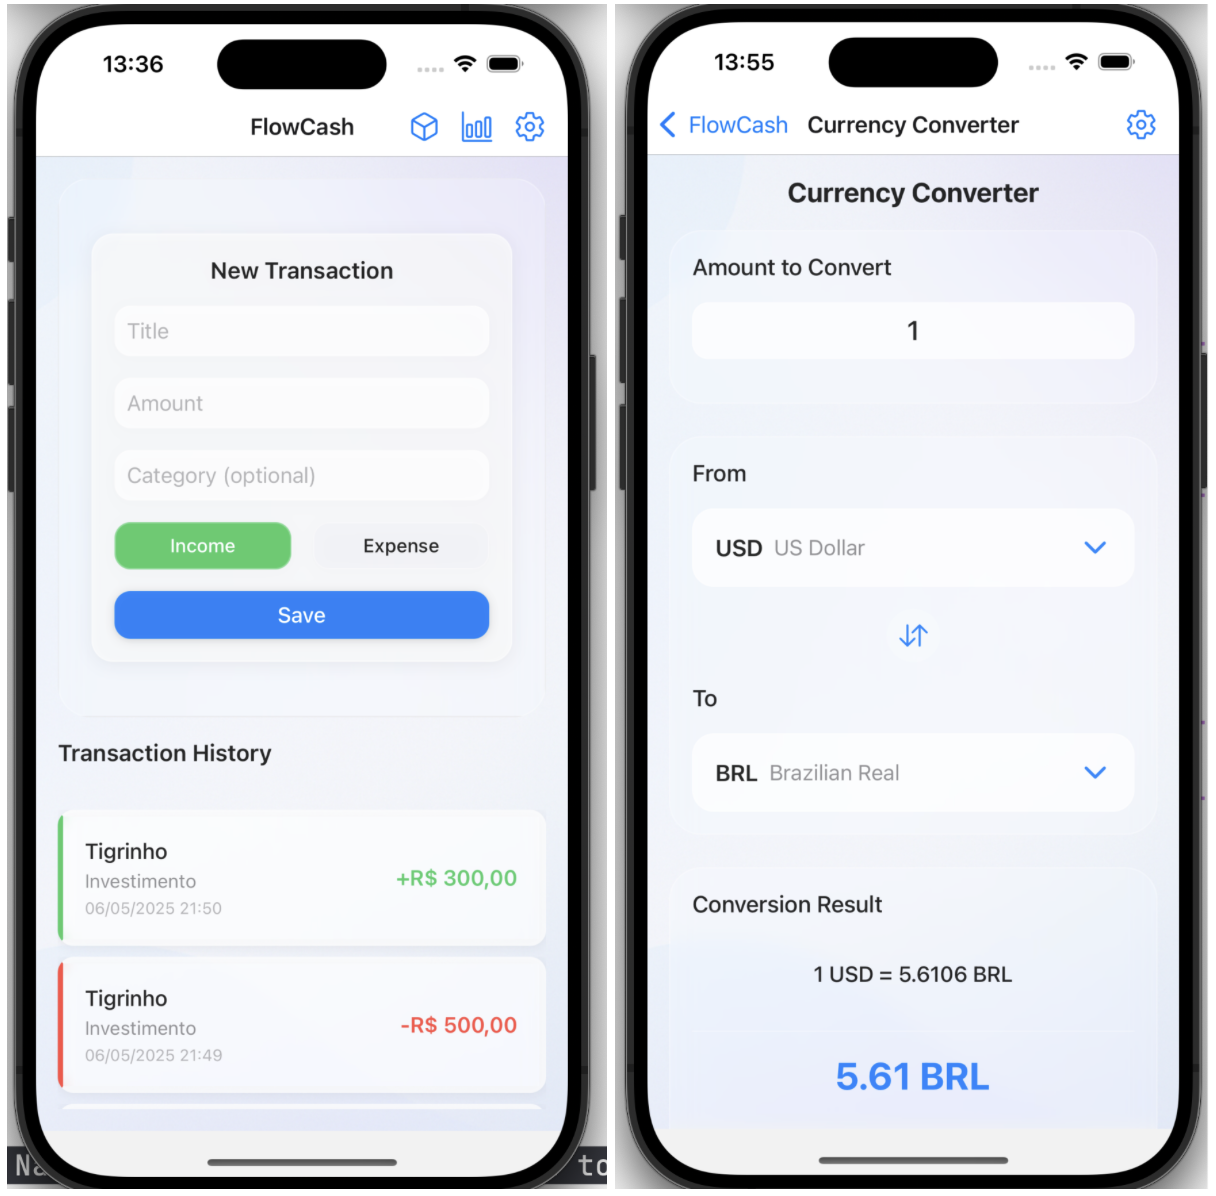 13:36
FlowCash
New Transaction
Title
Amount
Category (optional)
Income Expense
Save
Transaction History
Tigrinho
Investimento
+R$ 300,00
06/05/2025 21:50
Tigrinho
Investimento
-R$ 500,00
06/05/2025 21:49
13:55
FlowCash Currency Converter
Currency Converter
Amount to Convert
1
From
USD US Dollar
To
BRL Brazilian Real
Conversion Result
1 USD = 5.6106 BRL
5.61 BRL